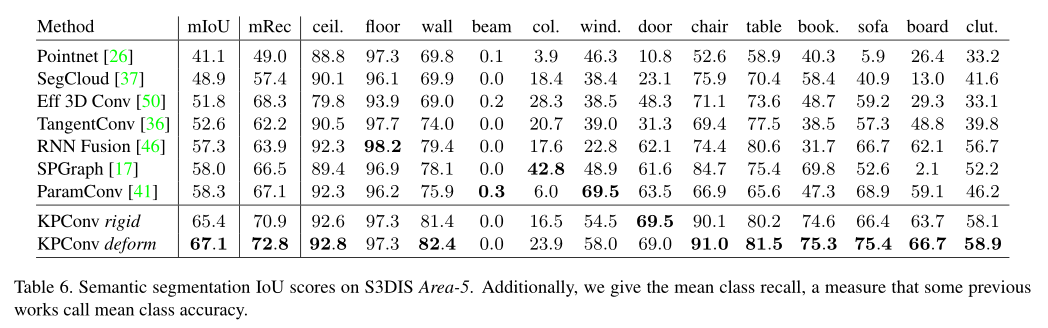 Method mIoU mRec ceil. floor wall beam col. wind. door chair table book. sofa board clut.
Pointnet [26] 41.1 49.0 88.8 97.3 69.8 0.1 3.9 46.3 10.8 52.6 58.9 40.3 5.9 26.4 33.2
SegCloud [37] 48.9 57.4 90.1 96.1 69.9 0.0 18.4 38.4 23.1 75.9 70.4 58.4 40.9 13.0 41.6
Eff 3D Conv [50] 51.8 68.3 79.8 93.9 69.0 0.2 28.3 38.5 48.3 71.1 73.6 48.7 59.2 29.3 33.1
TangentConv [36] 52.6 62.2 90.5 97.7 74.0 0.0 20.7 39.0 31.3 69.4 77.5 38.5 57.3 48.8 39.8
RNN Fusion [46] 57.3 63.9 92.3 98.2 79.4 0.0 17.6 22.8 62.1 74.4 80.6 31.7 66.7 62.1 56.7
SPGraph [17] 58.0 66.5 89.4 96.9 78.1 0.0 42.8 48.9 61.6 84.7 75.4 69.8 52.6 2.1 52.2
ParamConv [41] 58.3 67.1 92.3 96.2 75.9 0.3 6.0 69.5 63.5 66.9 65.6 47.3 68.9 59.1 46.2
KPConv rigid 65.4 70.9 92.6 97.3 81.4 0.0 16.5 54.5 69.5 90.1 80.2 74.6 66.4 63.7 58.1
KPConv deform 67.1 72.8 92.8 97.3 82.4 0.0 23.9 58.0 69.0 91.0 81.5 75.3 75.4 66.7 58.9
Table 6. Semantic segmentation IoU scores on S3DIS Area-5. Additionally, we give the mean class recall, a measure that some previous
works call mean class accuracy.